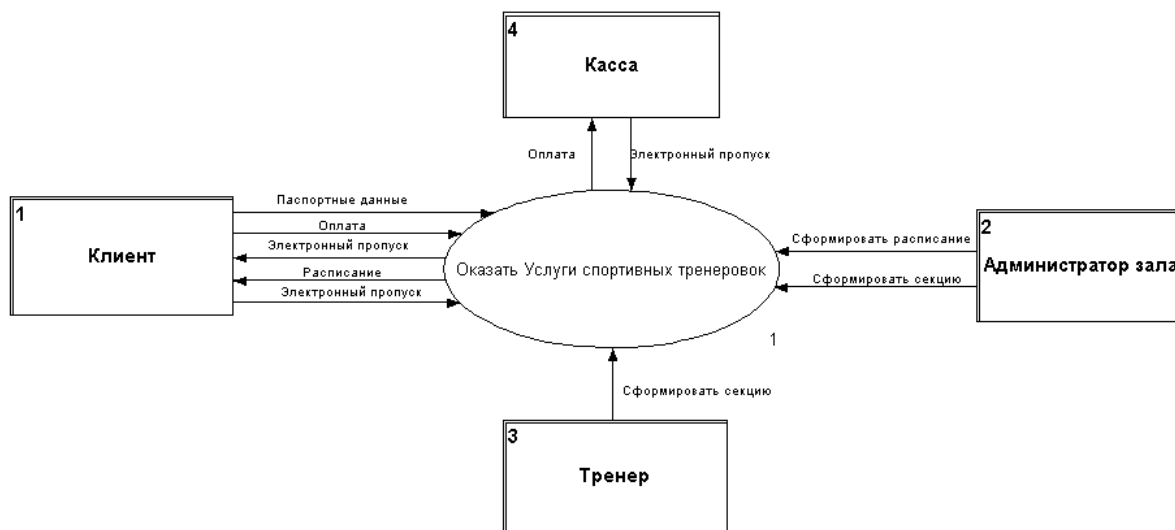 4
Касса
Оплата
Электронный пропуск
1
Клиент
Паспортные данные
Оплата
Электронный пропуск
Расписание
Электронный пропуск
Оказать Услуги спортивных тренеровок
1
Сформировать расписание
Сформировать секцию
2
Администратор зала
Сформировать секцию
3
Тренер